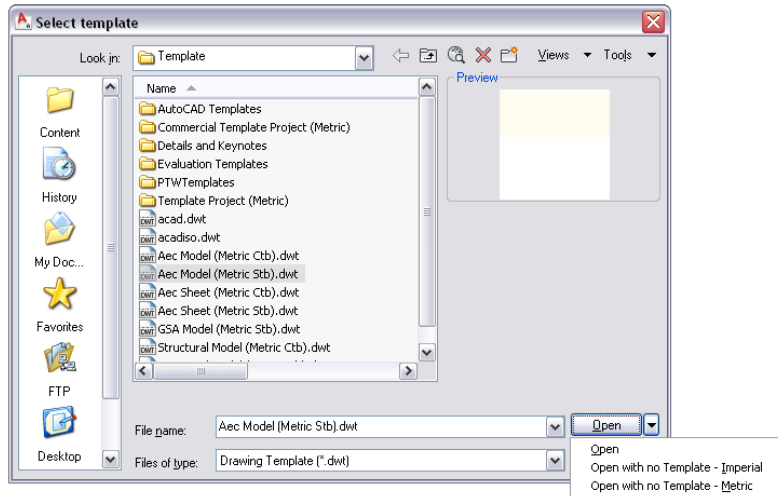 Select template
Look in: Template Views Tools
Name
Preview
AutoCAD Templates
Commercial Template Project (Metric)
Details and Keynotes
Evaluation Templates
PTWTemplates
Template Project (Metric)
acad.dwt
acadiso.dwt
Aec Model (Metric Ctb).dwt
Aec Model (Metric Stb).dwt
Aec Sheet (Metric Ctb).dwt
Aec Sheet (Metric Stb).dwt
GSA Model (Metric Stb).dwt
Structural Model (Metric Ctb).dwt
Content
History
My Doc...
Favorites
FTP
Desktop
File name: Aec Model (Metric Stb).dwt Open
Files of type: Drawing Template (*.dwt)
Open
Open with no Template - Imperial
Open with no Template - Metric